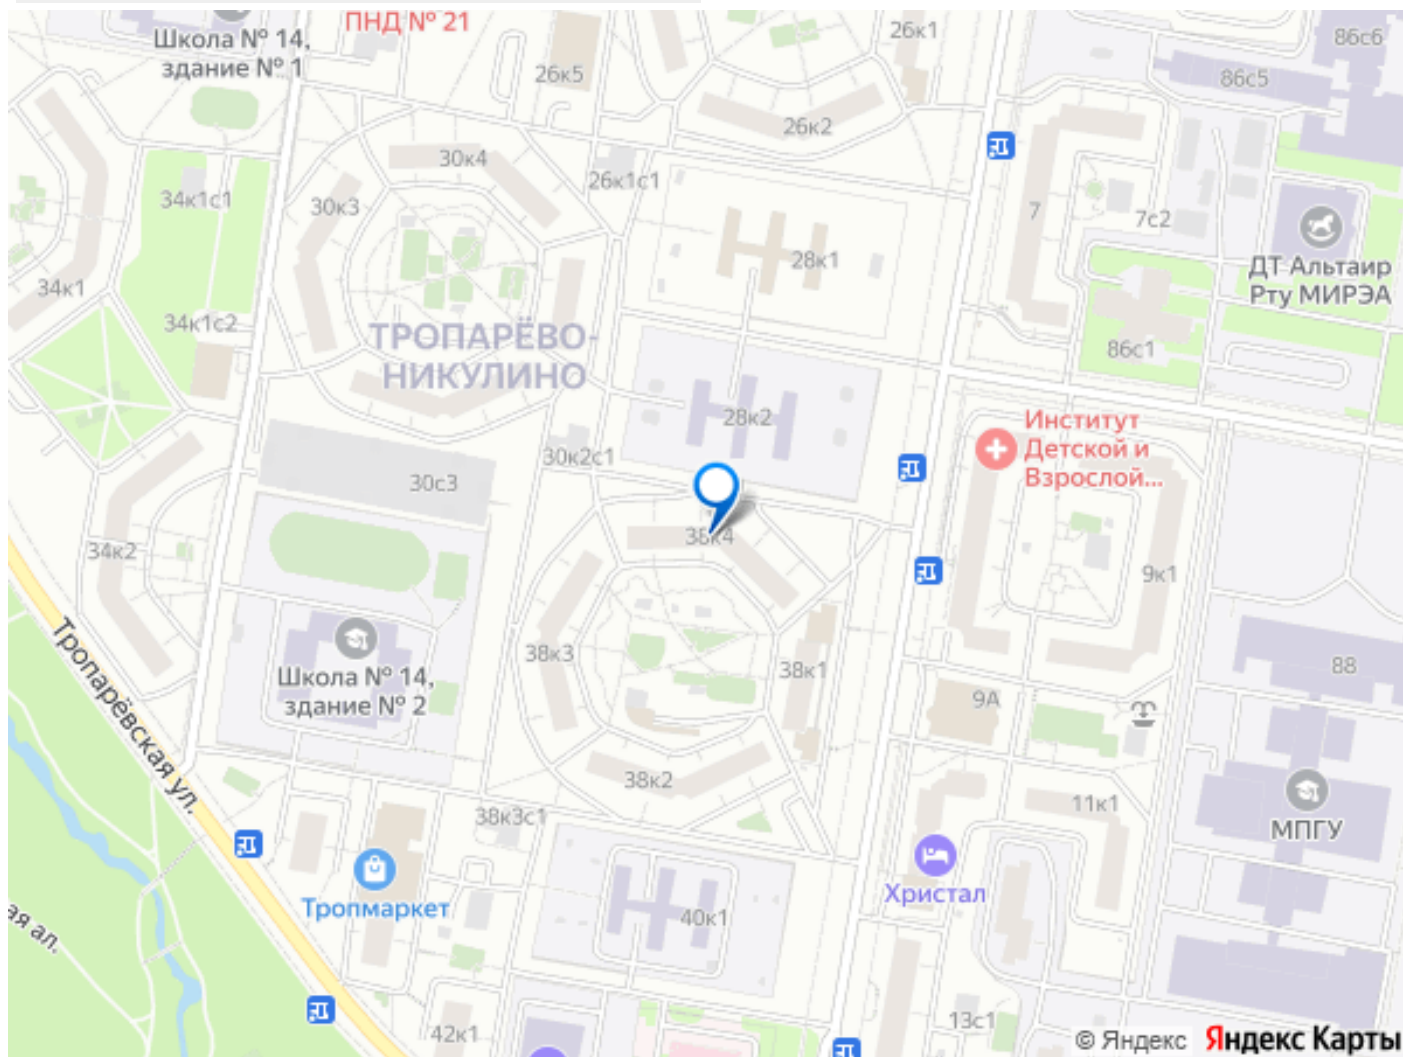 ПНД № 21
Школа № 14,
здание № 1
26к1
86с6
26к5
86с5
26к2
30к4
26к1с1
34к1с1
30к3
7
7с2
28к1
ДТ Альтаир
Рту МИРЭА
34к1
34к1с2
ТРОПАРЁВО-
НИКУЛИНО
86с1
28к2
Институт
Детской и
Взрослой...
30к2с1
30с3
38к4
34к2
9к1
Тропарёвская ул.
38к3
38к1
88
Школа № 14,
здание № 2
9А
38к2
11к1
38к3с1
МПГУ
Христал
Тропмаркет
40к1
ая ал.
42к1
13с1
© Яндекс Яндекс Карты